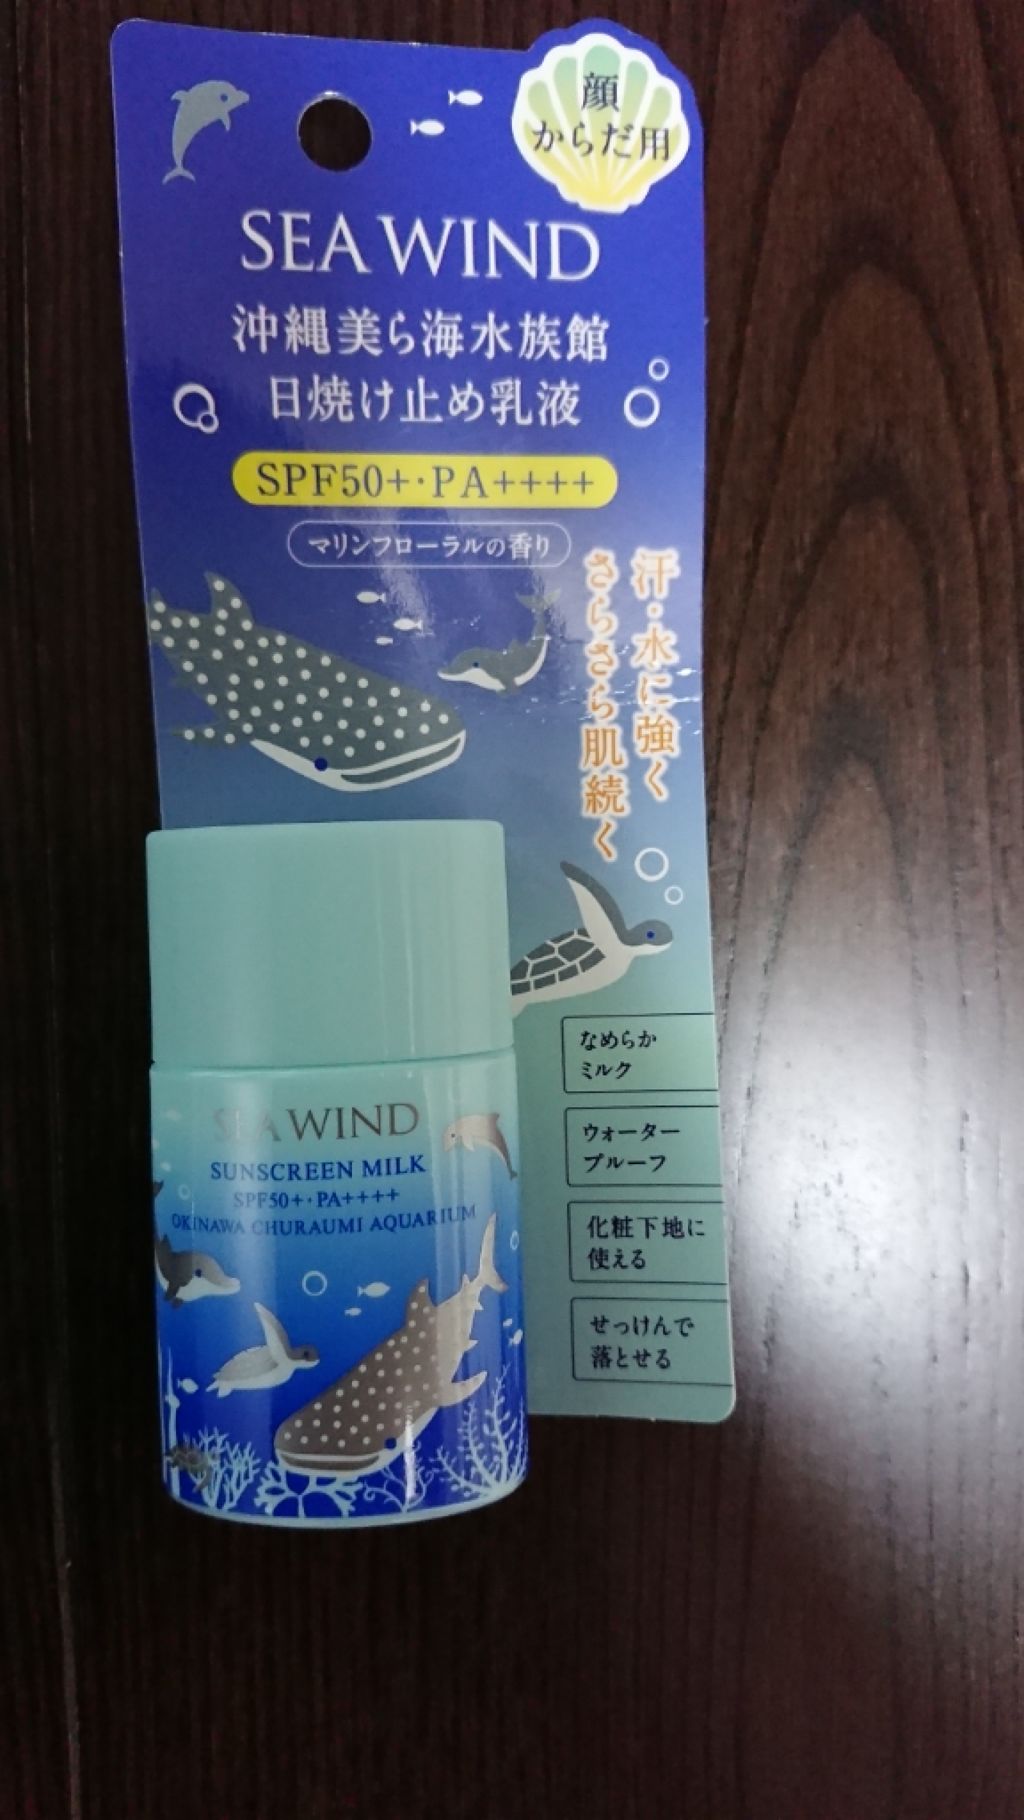 顔
からだ用
SEA WIND
沖縄美ら海水族館
日焼け止め乳液
SPF50+・PA++++
マリンフローラルの香り
汗・水に強く
さらさら肌続く
なめらか
ミルク
ウォーター
プルーフ
化粧下地に
使える
せっけんで
落とせる
SEA WIND
SUNSCREEN MILK
SPF50+・PA++++
OKINAWA CHURAUMI AQUARIUM